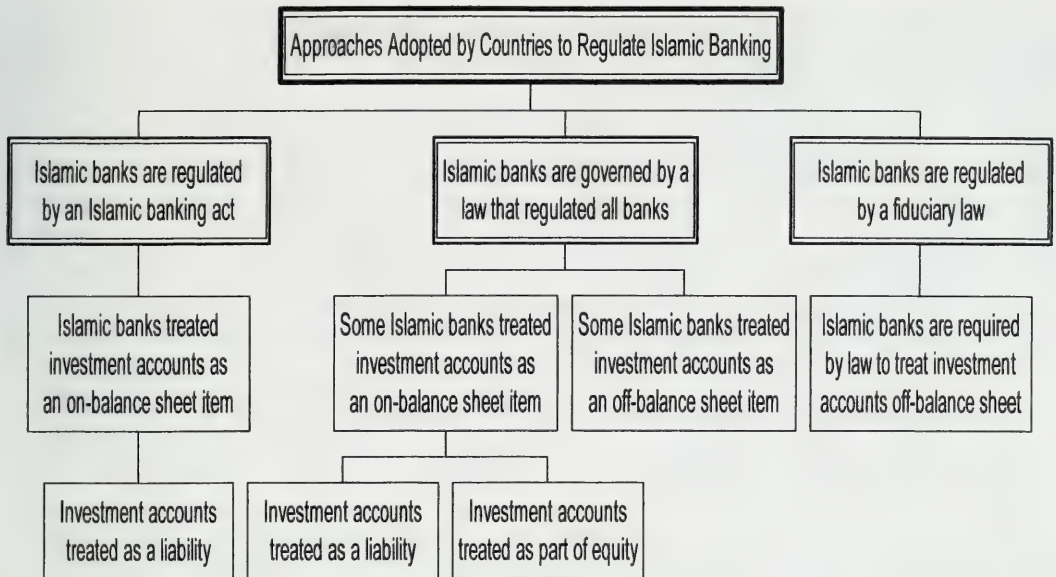 Approaches Adopted by Countries to Regulate Islamic Banking
Islamic banks are regulated
by an Islamic banking act
Islamic banks are governed by a
law that regulated all banks
Islamic banks are regulated
by a fiduciary law
Islamic banks treated
investment accounts as
an on-balance sheet item
Some Islamic banks treated
investment accounts as
an on-balance sheet item
Some Islamic banks treated
investment accounts as
an off-balance sheet item
Islamic banks are required
by law to treat investment
accounts off-balance sheet
Investment accounts
treated as a liability
Investment accounts
treated as a liability
Investment accounts
treated as part of equity